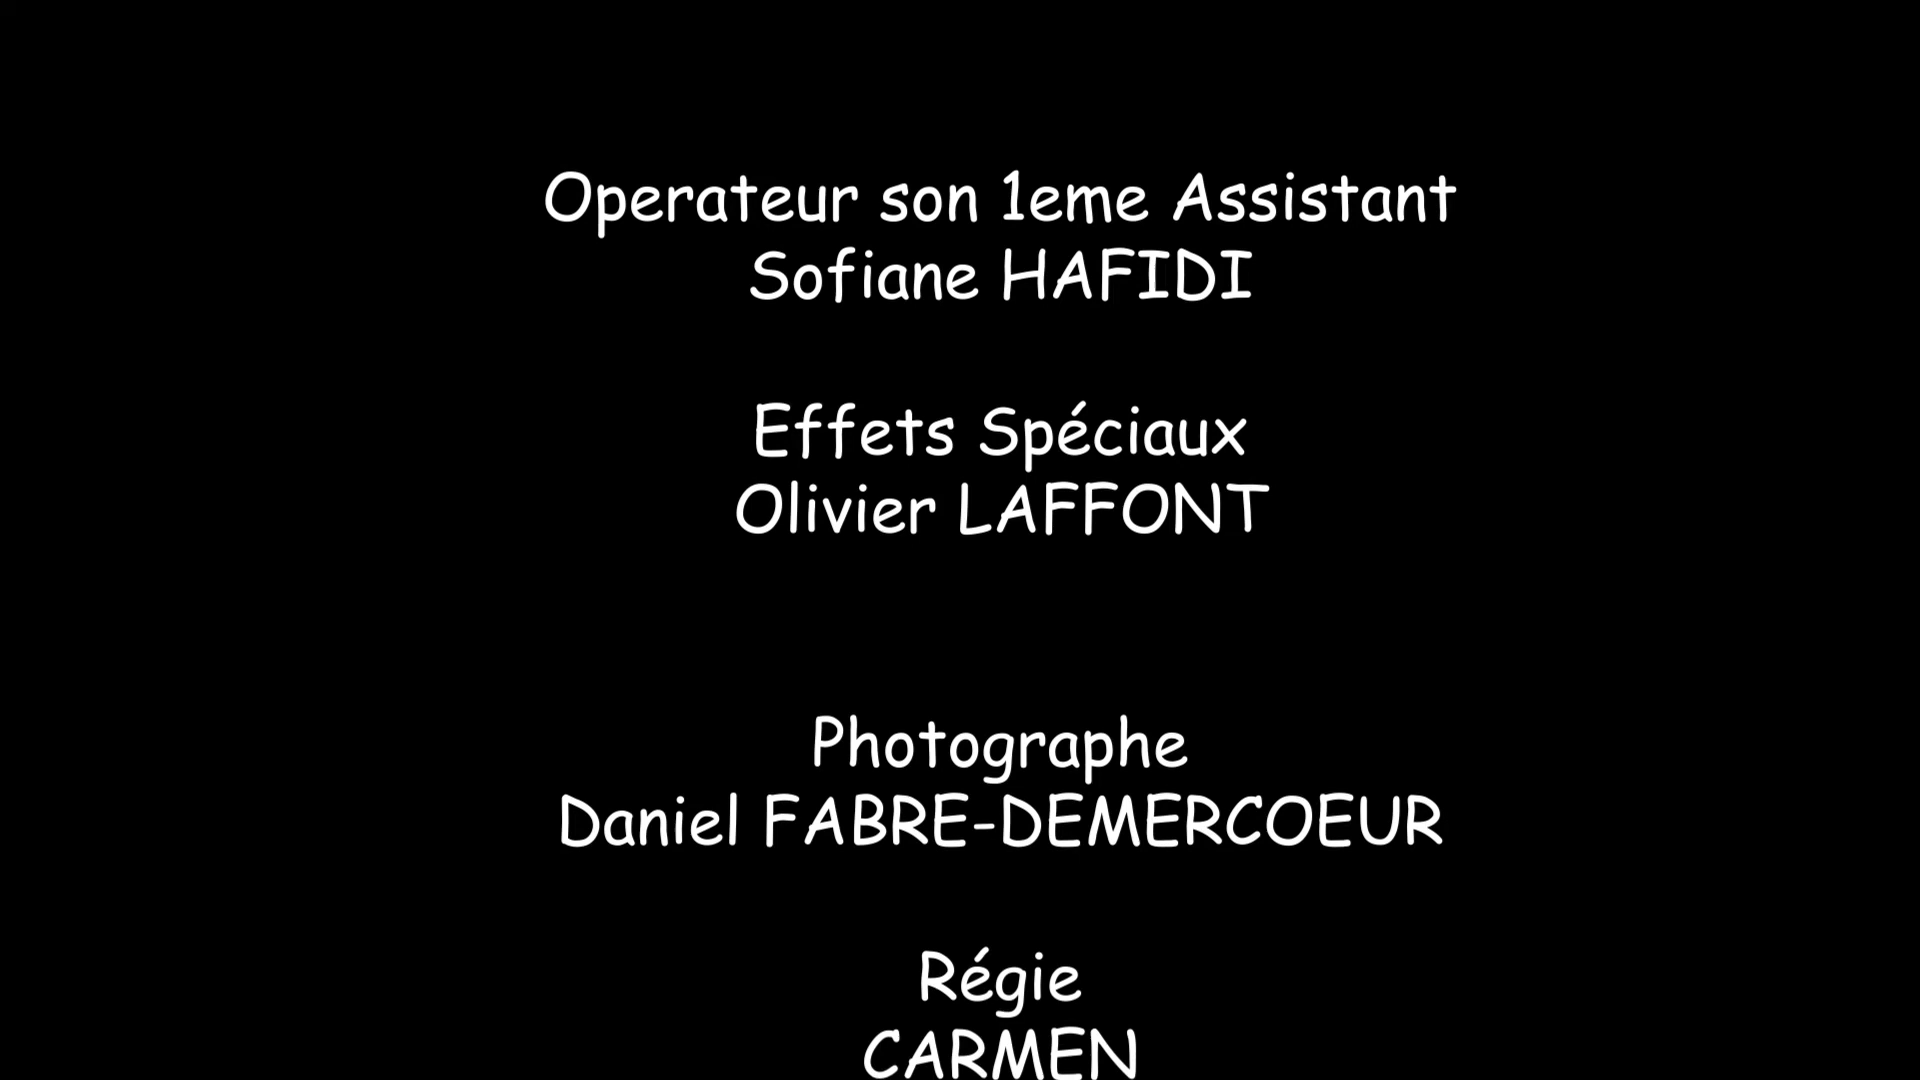 Operateur son 1eme Assistant
Sofiane HAFIDI
Effets Spéciaux
Olivier LAFFONT
Photographe
Daniel FABRE-DEMERCOEUR
Régie
CARMEN